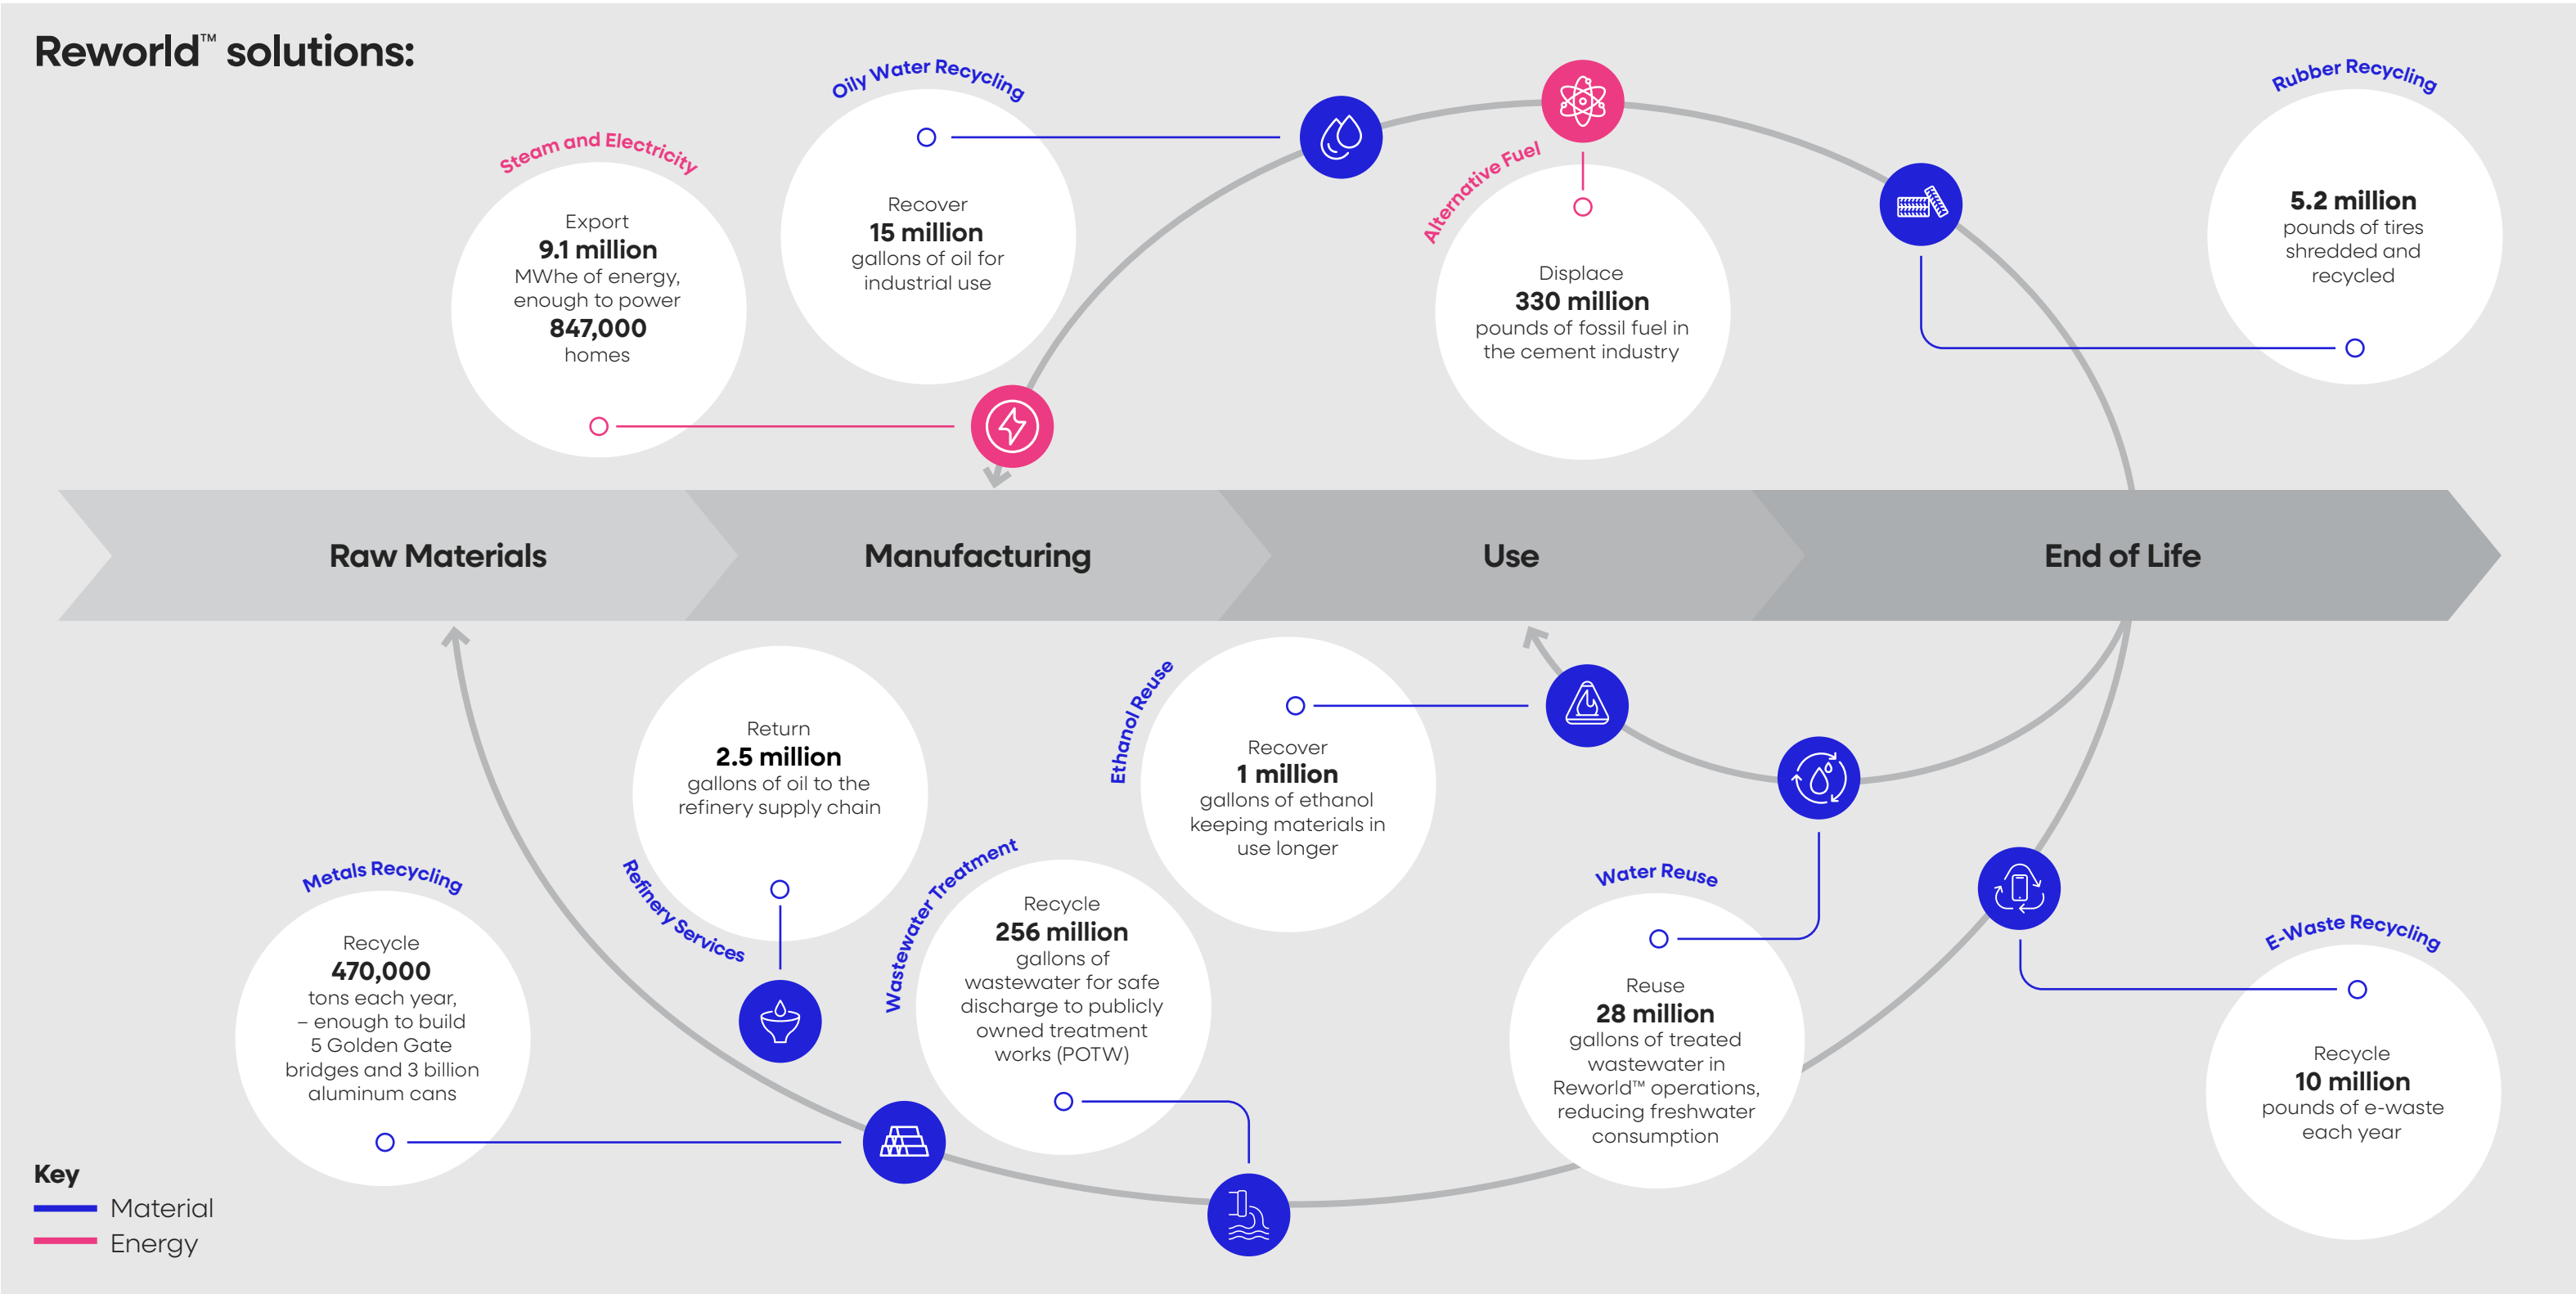 Reworld™ solutions:
Steam and Electricity
Export
9.1 million
MWhe of energy,
enough to power
847,000
homes
Oily Water Recycling
Recover
15 million
gallons of oil for
industrial use
Alternative Fuel
Displace
330 million
pounds of fossil fuel in
the cement industry
Rubber Recycling
5.2 million
pounds of tires
shredded and
recycled
Raw Materials
Manufacturing
Use
End of Life
Metals Recycling
Recycle
470,000
tons each year,
– enough to build
5 Golden Gate
bridges and 3 billion
aluminum cans
Refinery Services
Return
2.5 million
gallons of oil to the
refinery supply chain
Wastewater Treatment
Recycle
256 million
gallons of
wastewater for safe
discharge to publicly
owned treatment
works (POTW)
Ethanol Reuse
Recover
1 million
gallons of ethanol
keeping materials in
use longer
Water Reuse
Reuse
28 million
gallons of treated
wastewater in
Reworld™ operations,
reducing freshwater
consumption
E-Waste Recycling
Recycle
10 million
pounds of e-waste
each year
Key
Material
Energy